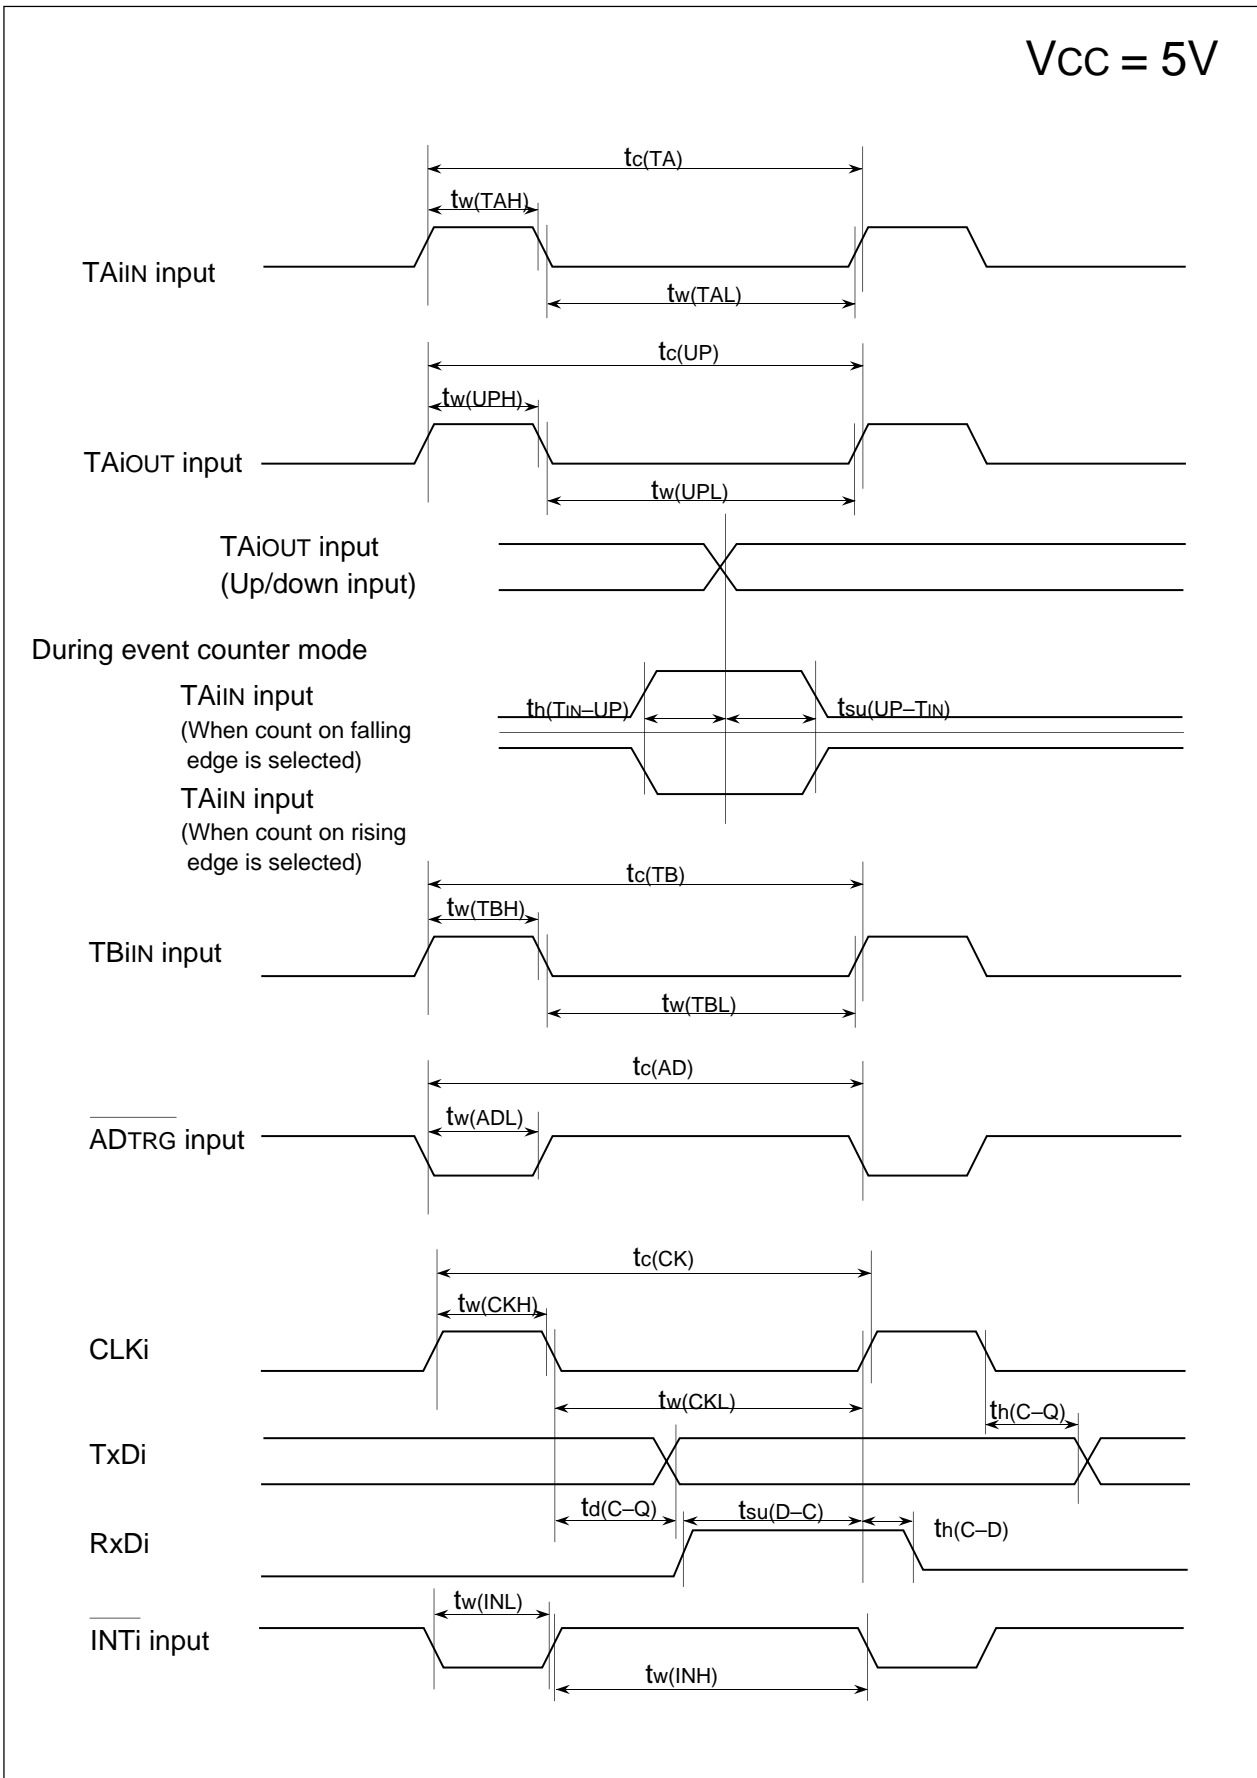 VCC = 5V
tc(TA)
tw(TAH)
TAiIN input
tw(TAL)
tc(UP)
tw(UPH)
TAiOUT input
tw(UPL)
TAiOUT input
(Up/down input)
During event counter mode
TAiIN input
(When count on falling
edge is selected)
th(TIN–UP)
tsu(UP–TIN)
TAiIN input
(When count on rising
edge is selected)
tc(TB)
tw(TBH)
TBiIN input
tw(TBL)
tc(AD)
tw(ADL)
ADTRG input
tc(CK)
tw(CKH)
CLKi
tw(CKL)
th(C–Q)
TxDi
td(C–Q)
tsu(D–C)
th(C–D)
RxDi
tw(INL)
INTi input
tw(INH)